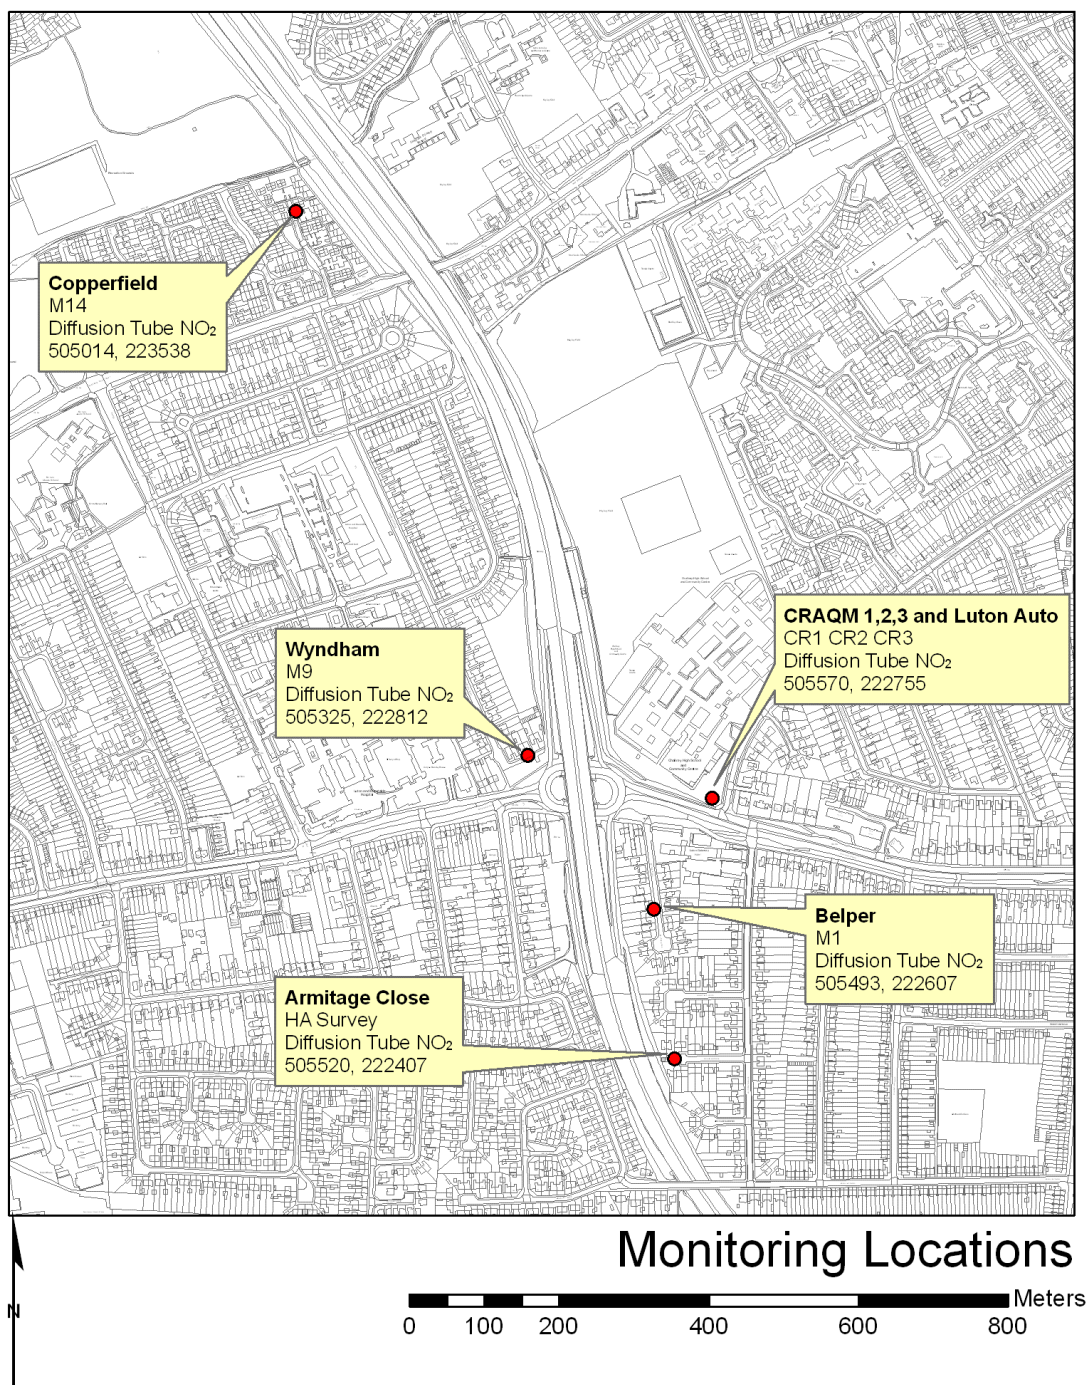 Copperfield
M14
Diffusion Tube NO₂
505014, 223538
Wyndham
M9
Diffusion Tube NO₂
505325, 222812
CRAQM 1,2,3 and Luton Auto
CR1 CR2 CR3
Diffusion Tube NO₂
505570, 222755
Belper
M1
Diffusion Tube NO₂
505493, 222607
Armitage Close
HA Survey
Diffusion Tube NO₂
505520, 222407
Monitoring Locations
N
Meters
0 100 200 400 600 800